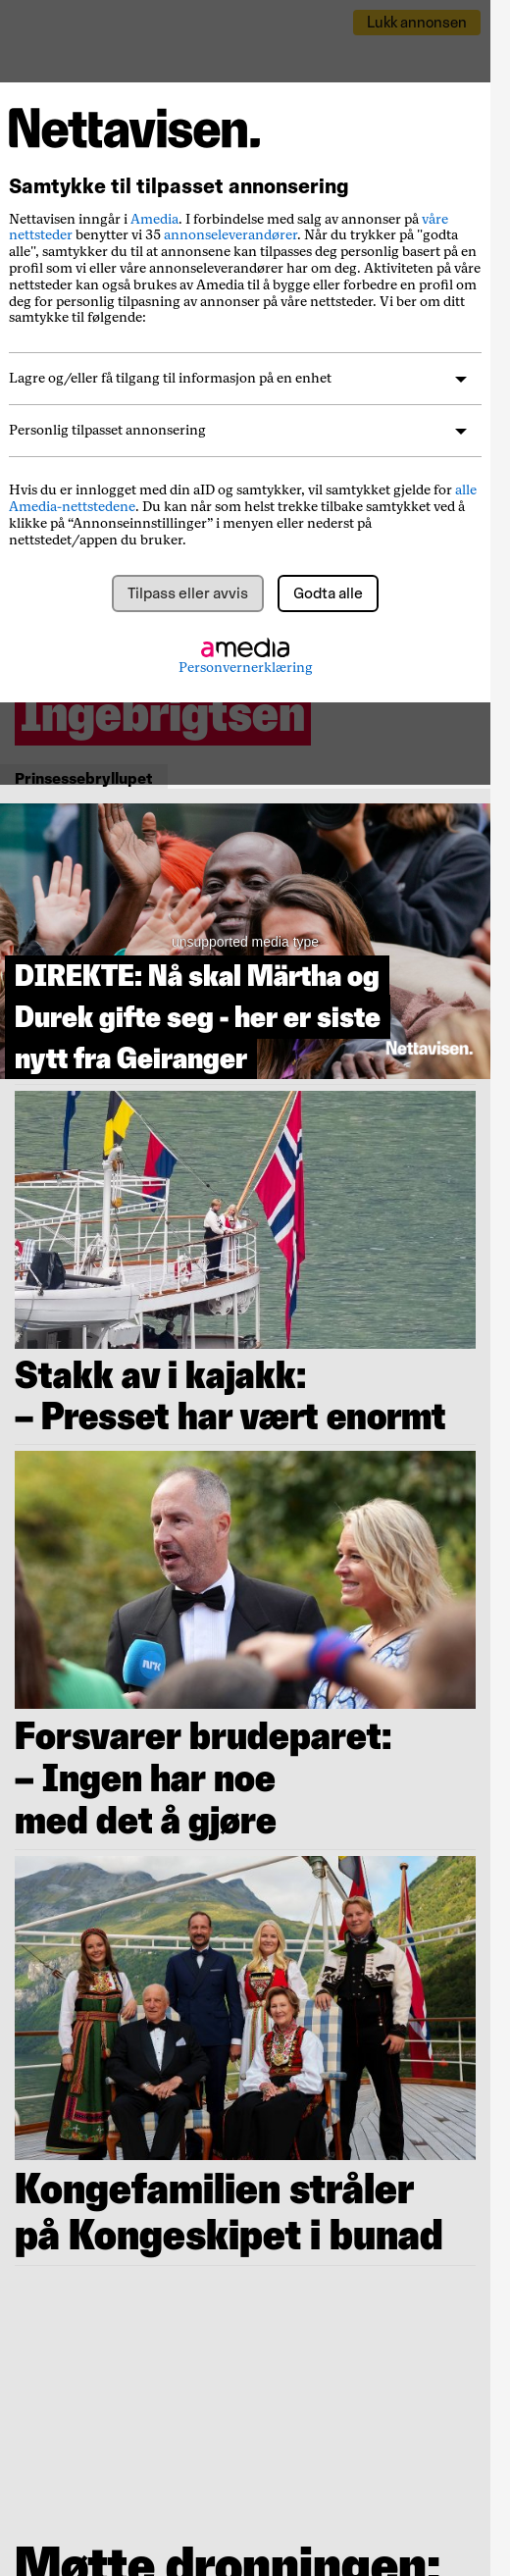 Lukk annonsen
Nettavisen.
Samtykke til tilpasset annonsering
Nettavisen inngår i Amedia. I forbindelse med salg av annonser på våre
nettsteder benytter vi 35 annonseleverandører. Når du trykker på "godta
alle", samtykker du til at annonsene kan tilpasses deg personlig basert på en
profil som vi eller våre annonseleverandører har om deg. Aktiviteten på våre
nettsteder kan også brukes av Amedia til å bygge eller forbedre en profil om
deg for personlig tilpasning av annonser på våre nettsteder. Vi ber om ditt
samtykke til følgende:
Lagre og/eller få tilgang til informasjon på en enhet
Personlig tilpasset annonsering
Hvis du er innlogget med din aID og samtykker, vil samtykket gjelde for alle
Amedia-nettstedene. Du kan når som helst trekke tilbake samtykket ved å
klikke på “Annonseinnstillinger” i menyen eller nederst på
nettstedet/appen du bruker.
Tilpass eller avvis
Godta alle
amedia
Personvernerklæring
Ingebrigtsen
Prinsessebryllupet
unsupported media type
DIREKTE: Nå skal Märtha og
Durek gifte seg - her er siste
nytt fra Geiranger
Nettavisen.
Stakk av i kajakk:
– Presset har vært enormt
NRK
Forsvarer brudeparet:
– Ingen har noe
med det å gjøre
Kongefamilien stråler
på Kongeskipet i bunad
Møtte dronningen: